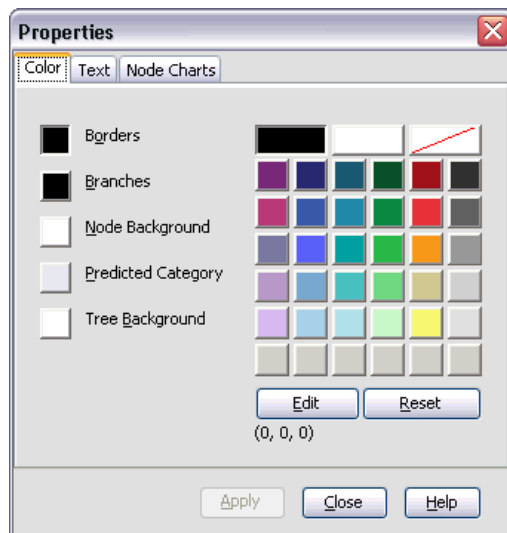 Properties
Color Text Node Charts
Borders
Branches
Node Background
Predicted Category
Tree Background
Edit Reset
(0, 0, 0)
Apply Close Help